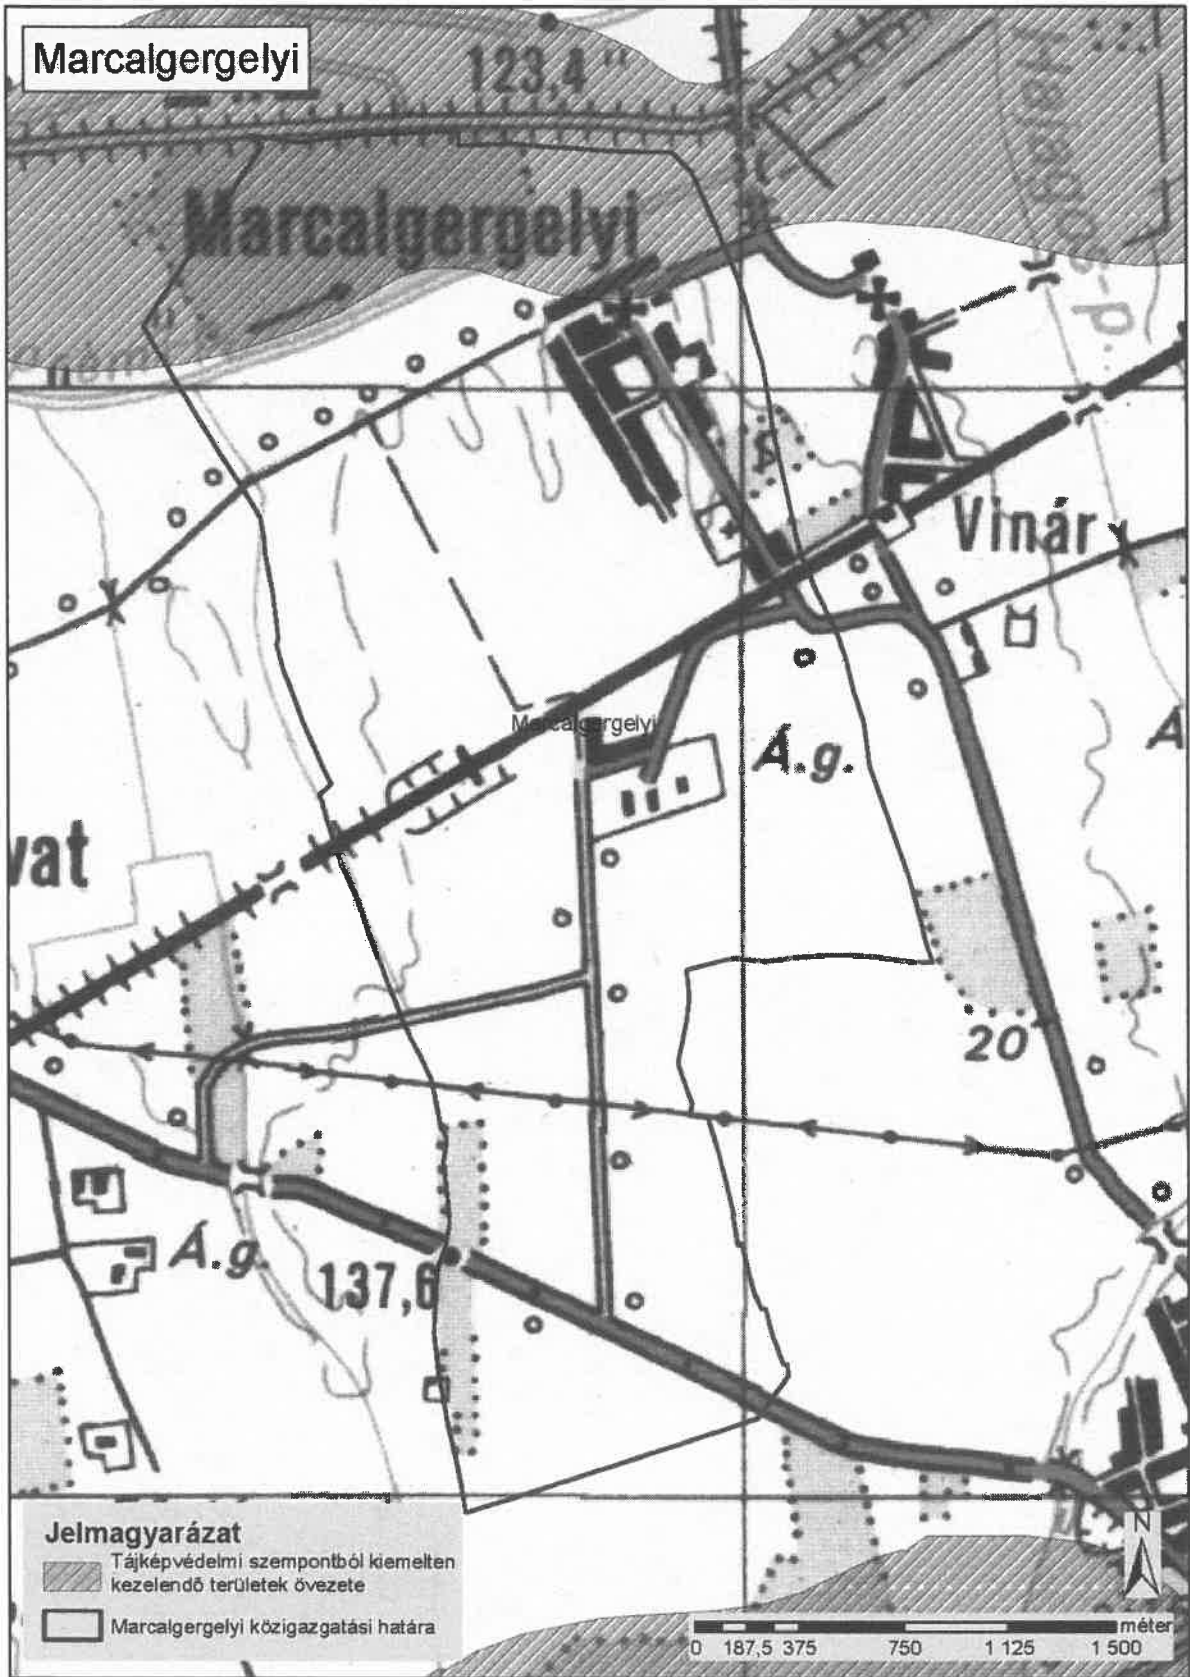 Marcalgergelyi
123,4
Marcalgergelyi
Vinár
Marcalgergelyi
Á.g.
Á
vat
20
Á.g.
137,6
Jelmagyarázat
Tájképvédelmi szempontból kiemelten
kezelendő területek övezete
Marcalgergelyi közigazgatási határa
N
méter
0 187,5 375 750 1 125 1 500